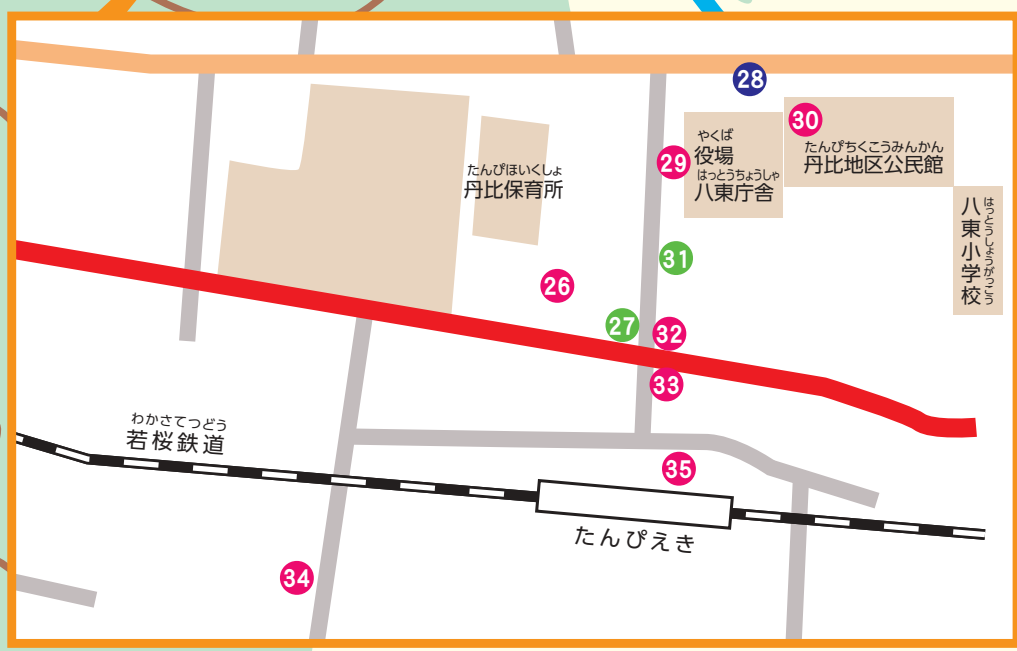 28
30
やくば
役場
はっとうちょうしゃ
八東庁舎
29
たんぴちくこうみんかん
丹比地区公民館
たんぴほいくしょ
丹比保育所
はっとうしょうがっこう
八東小学校
31
26
27
32
33
わかさてつどう
若桜鉄道
35
たんぴえき
34